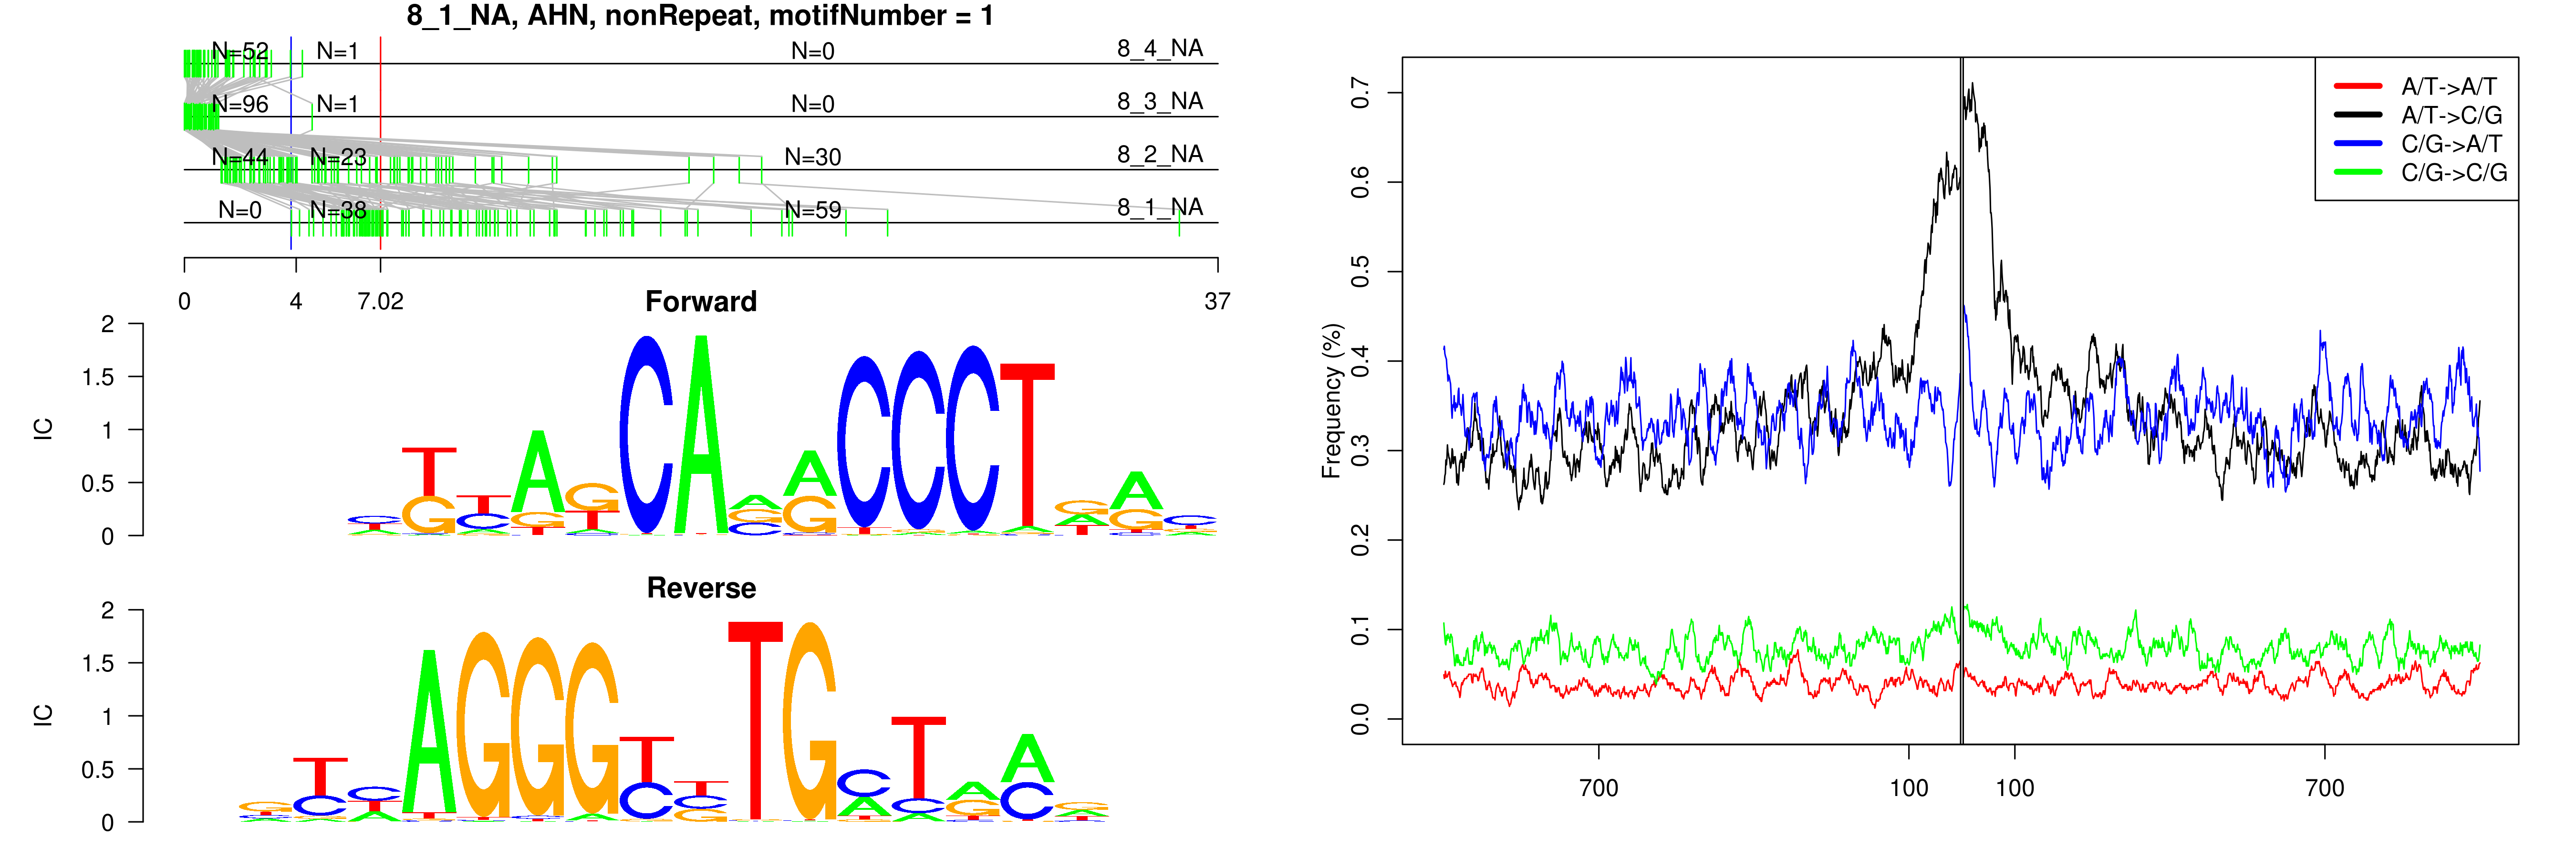 8_1_NA, AHN, nonRepeat, motifNumber = 1
N=52 N=1 N=0 8_4_NA
N=96 N=1 N=0 8_3_NA
N=44 N=23 N=30 8_2_NA
N=0 N=38 N=59 8_1_NA
0 4 7.02 37
Forward
IC
2
1.5
1
0.5
0
Reverse
IC
2
1.5
1
0.5
0
Frequency (%)
0.7
0.6
0.5
0.4
0.3
0.2
0.1
0.0
700 100 100 700
A/T->A/T
A/T->C/G
C/G->A/T
C/G->C/G